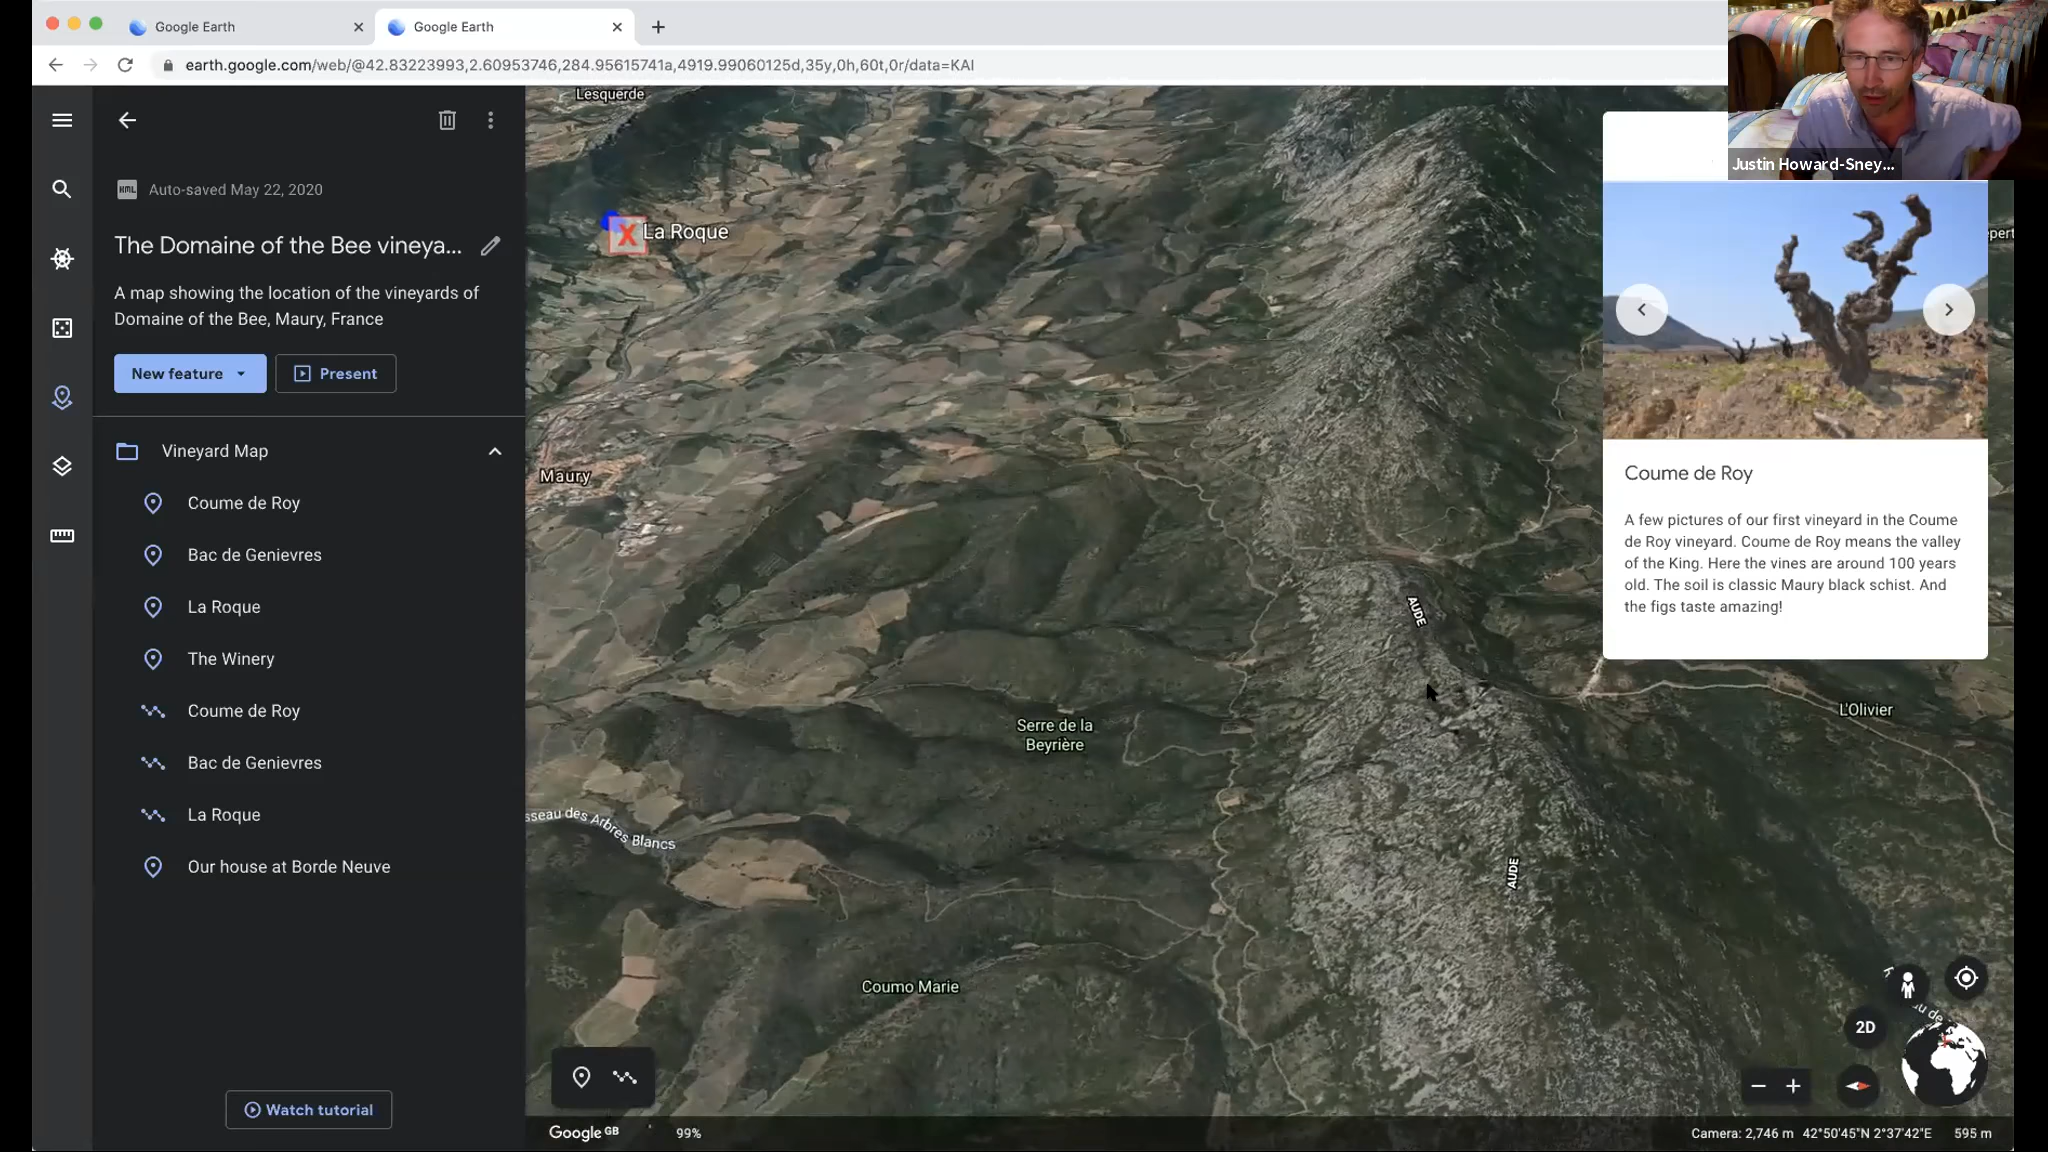 Google Earth
Google Earth
earth.google.com/web/@42.83223993,2.60953746,284.95615741a,4919.99060125d,35y,0h,60t,0r/data=KAI
Justin Howard-Sney...
KML Auto-saved May 22, 2020
The Domaine of the Bee vineya...
A map showing the location of the vineyards of
Domaine of the Bee, Maury, France
New feature
Present
Vineyard Map
Coume de Roy
Bac de Genievres
La Roque
The Winery
Coume de Roy
Bac de Genievres
La Roque
Our house at Borde Neuve
Watch tutorial
Lesquerde
X La Roque
Maury
AUDE
Serre de la
Beyrière
sseau des Arbres Blancs
AUDE
Coumo Marie
L'Olivier
epert
Coume de Roy
A few pictures of our first vineyard in the Coume
de Roy vineyard. Coume de Roy means the valley
of the King. Here the vines are around 100 years
old. The soil is classic Maury black schist. And
the figs taste amazing!
u de
2D
Google GB
99%
Camera: 2,746 m 42°50'45"N 2°37'42"E 595 m